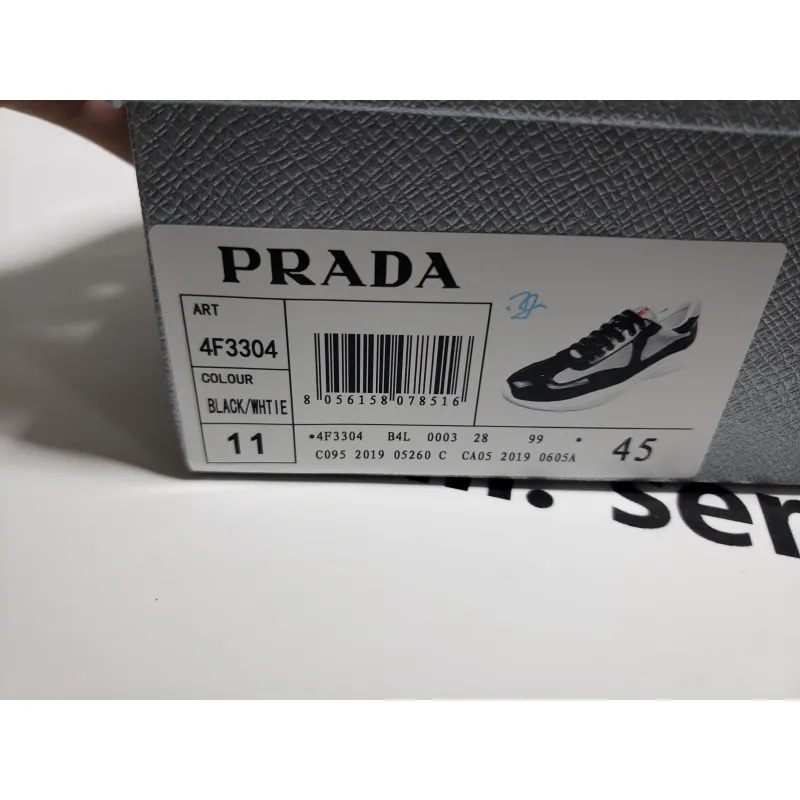 PRADA
ART
4F3304
COLOUR
BLACK/WHTIE
11
8 056158 078516
*4F3304 B4L 0003 28 99 *
C095 2019 05260 C CA05 2019 0605A
45
ser